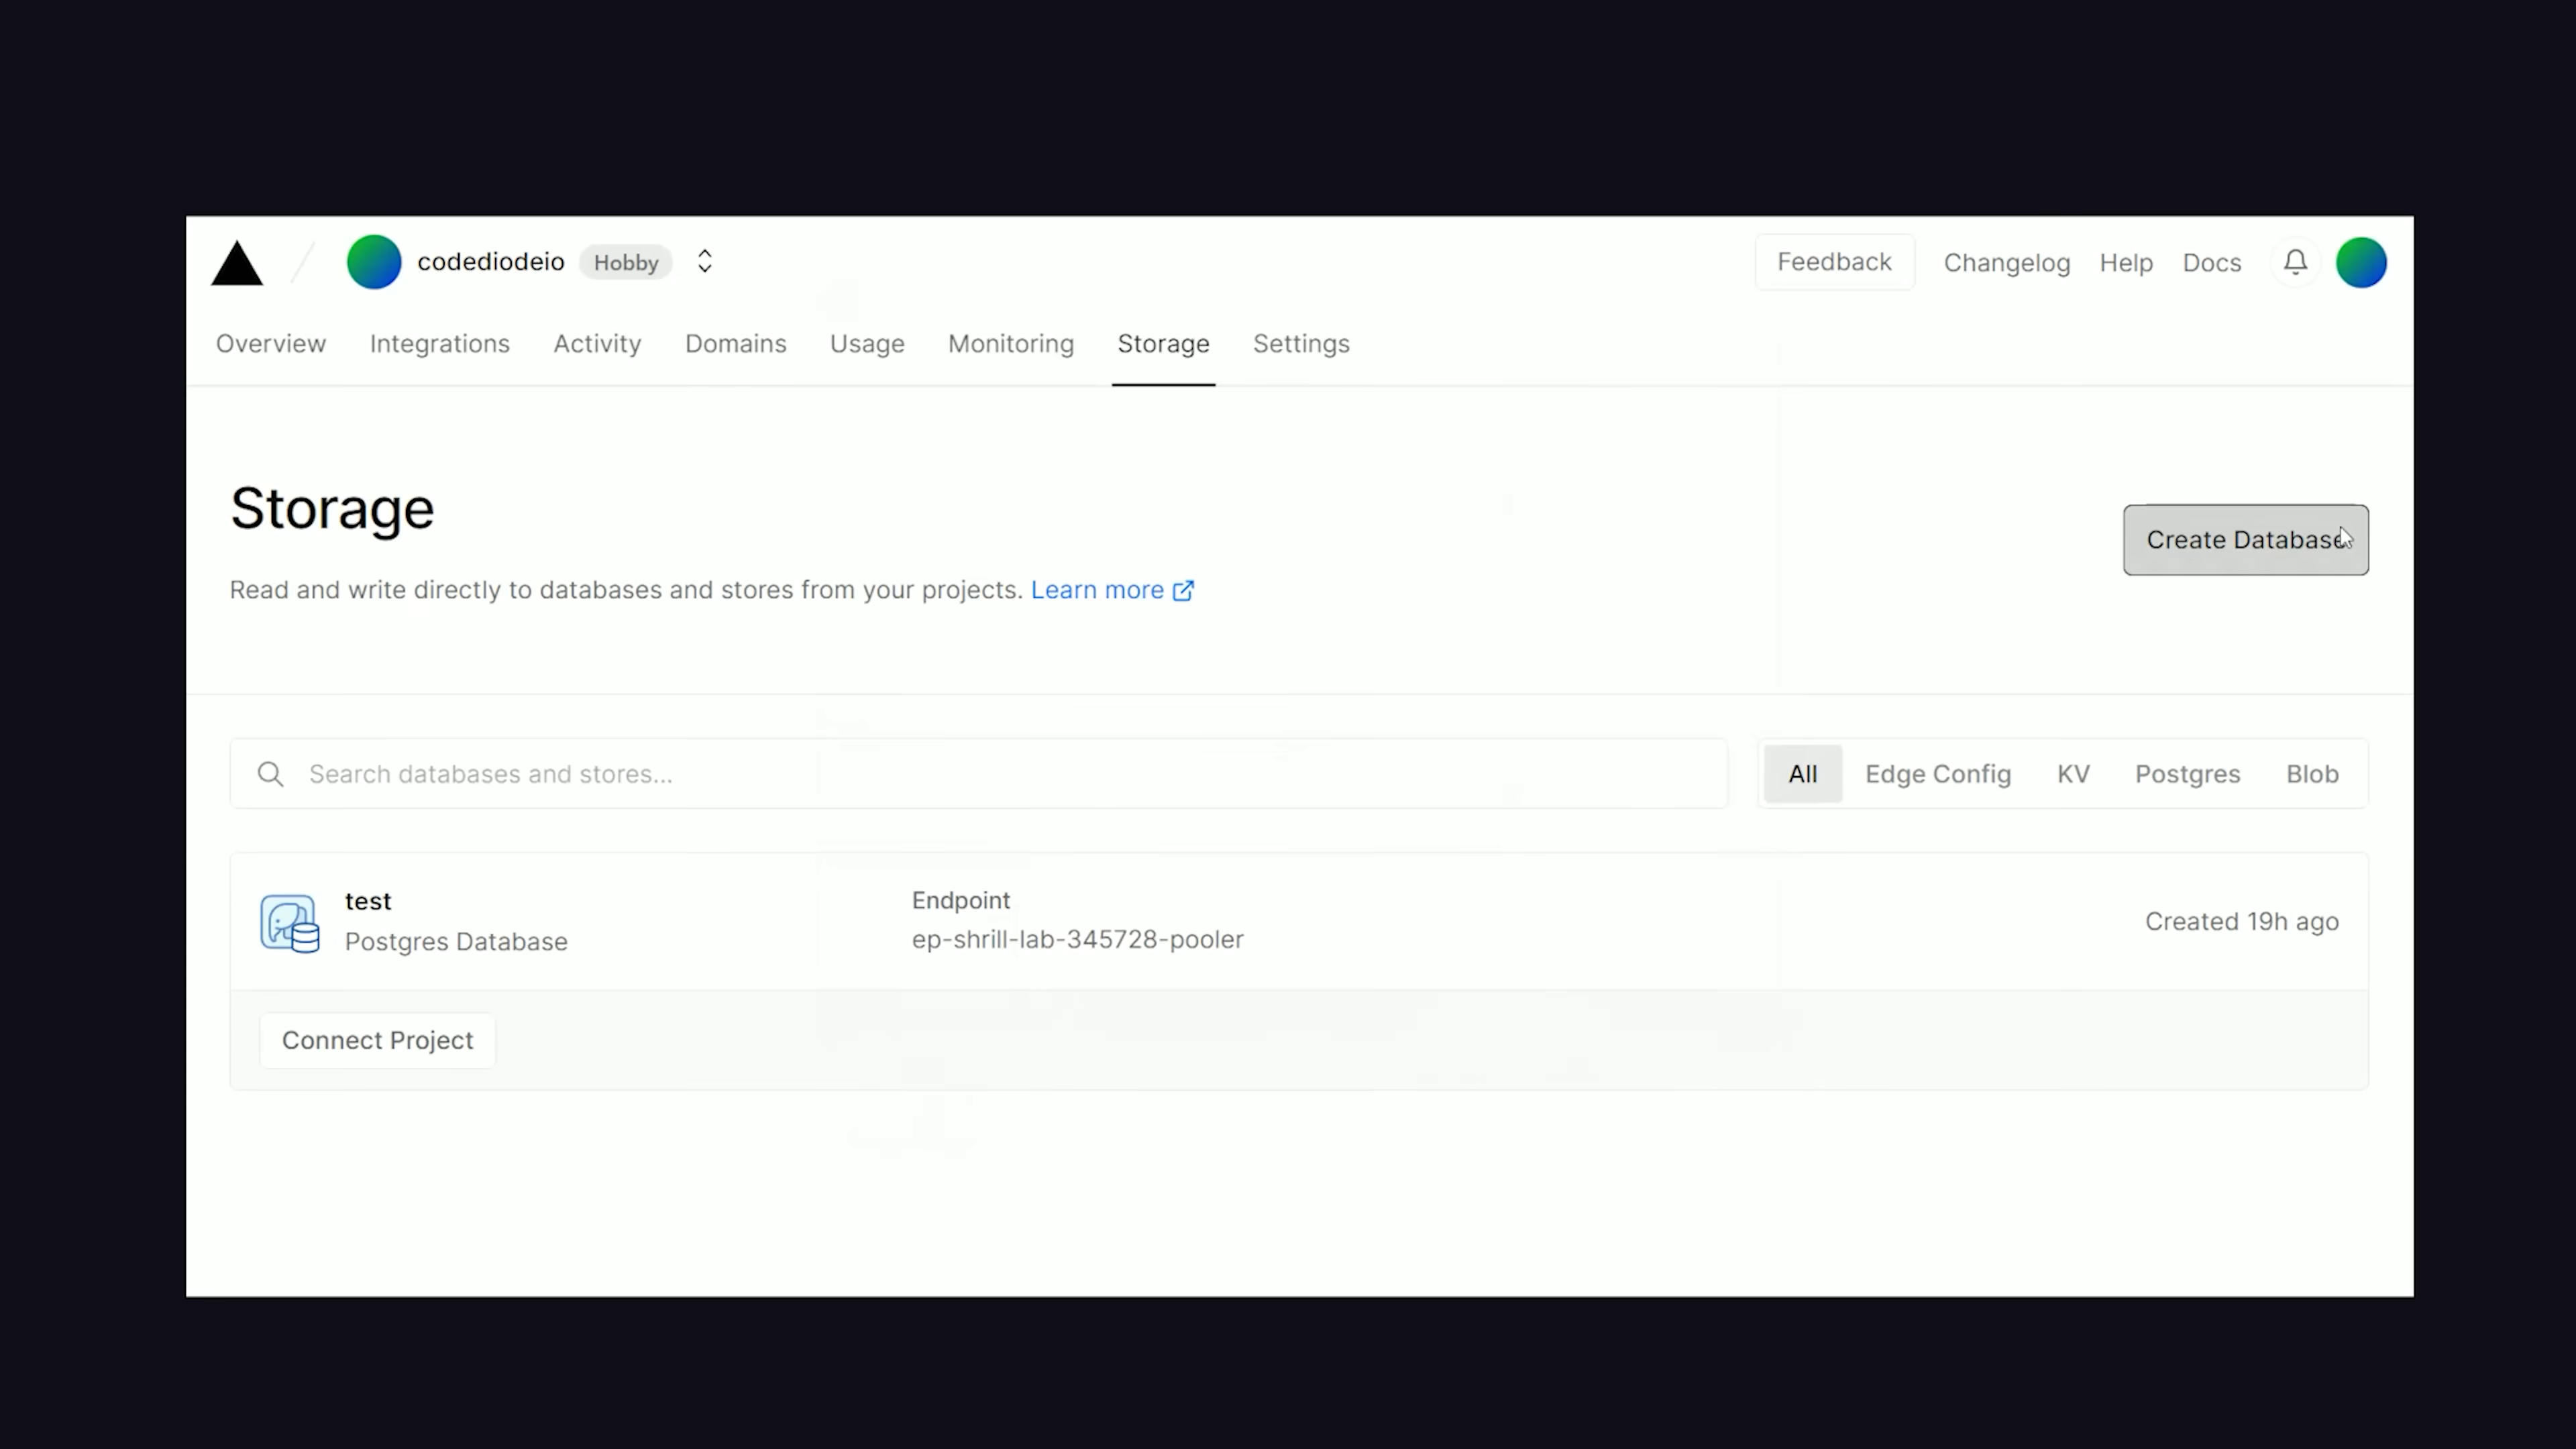 codediodeio Hobby
Feedback Changelog Help Docs
Overview Integrations Activity Domains Usage Monitoring Storage Settings
Storage
Create Database
Read and write directly to databases and stores from your projects. Learn more
Search databases and stores...
All Edge Config KV Postgres Blob
test
Postgres Database
Endpoint
ep-shrill-lab-345728-pooler
Created 19h ago
Connect Project